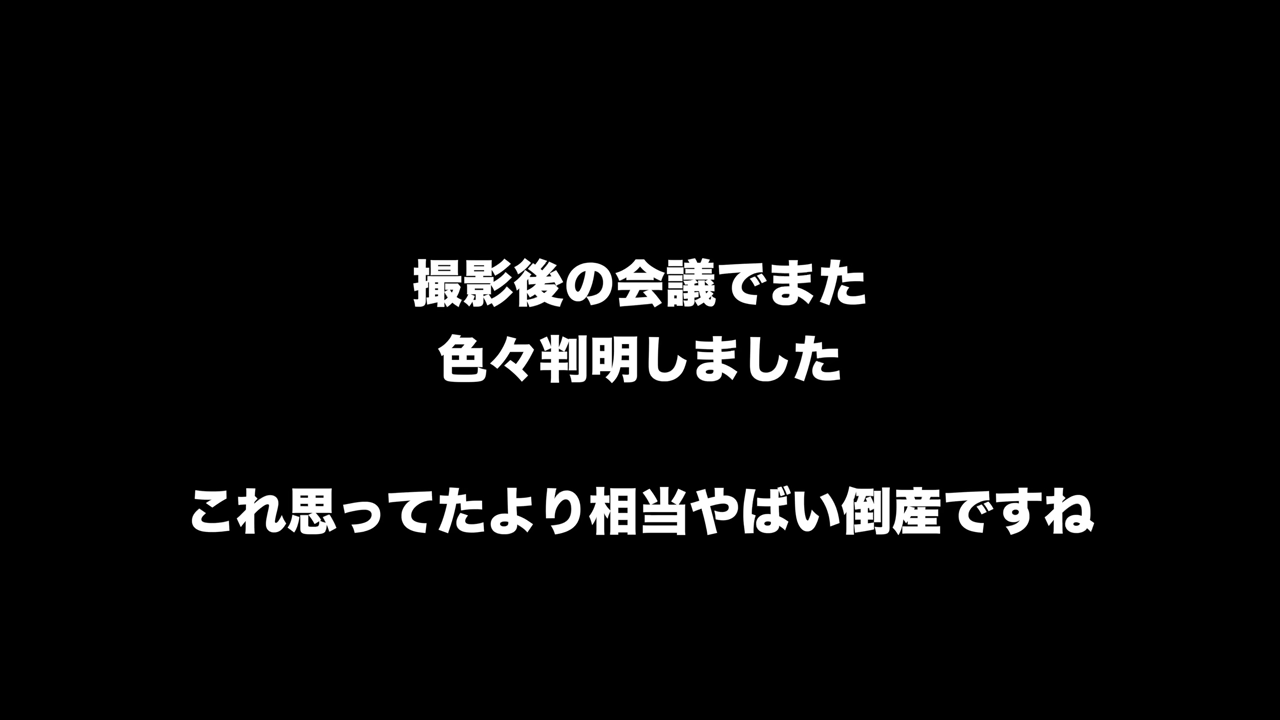 撮影後の会議でまた
色々判明しました
これ思ってたより相当やばい倒産ですね